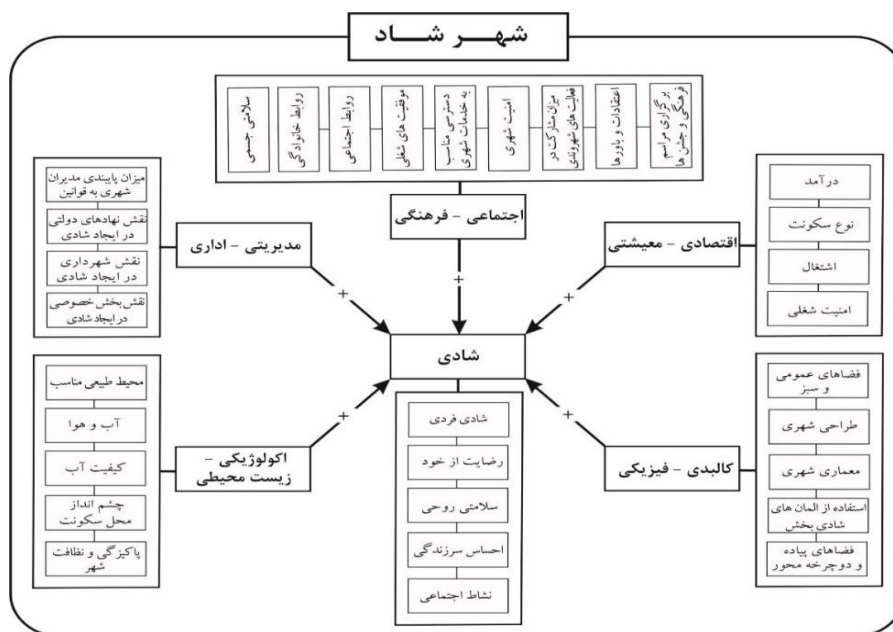 شهر شاد
برگزاری مراسم
فرهنگی و جشن ها
اعتقادات و باورها
میزان مشارکت در
فعالیت های شهروندی
امنیت شهری
دسترسی مناسب
به خدمات شهری
موفقیت های شغلی
روابط اجتماعی
روابط خانوادگی
سلامتی جسمی
اجتماعی - فرهنگی
اقتصادی - معیشتی
درآمد
نوع سکونت
اشتغال
امنیت شغلی
مدیریتی - اداری
میزان پایبندی مدیران
شهری به قوانین
نقش نهادهای دولتی
در ایجاد شادی
نقش شهرداری
در ایجاد شادی
نقش بخش خصوصی
در ایجاد شادی
+
+
+
شادی
شادی فردی
رضایت از خود
سلامتی روحی
احساس سرزندگی
نشاط اجتماعی
+
+
کالبدی - فیزیکی
فضاهای عمومی
و سبز
طراحی شهری
معماری شهری
استفاده از المان های
شادی بخش
فضاهای پیاده
و دوچرخه محور
اکولوژیکی -
زیست محیطی
محیط طبیعی مناسب
آب و هوا
کیفیت آب
چشم انداز
محل سکونت
پاکیزگی و نظافت
شهر